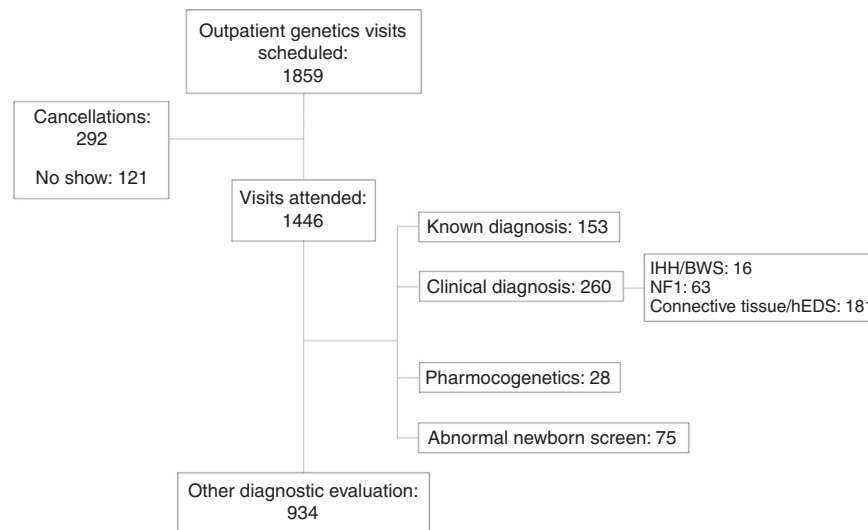 Outpatient genetics visits
scheduled:
1859
Cancellations:
292
No show: 121
Visits attended:
1446
Known diagnosis: 153
Clinical diagnosis: 260
IHH/BWS: 16
NF1: 63
Connective tissue/hEDS: 181
Pharmocogenetics: 28
Abnormal newborn screen: 75
Other diagnostic evaluation:
934